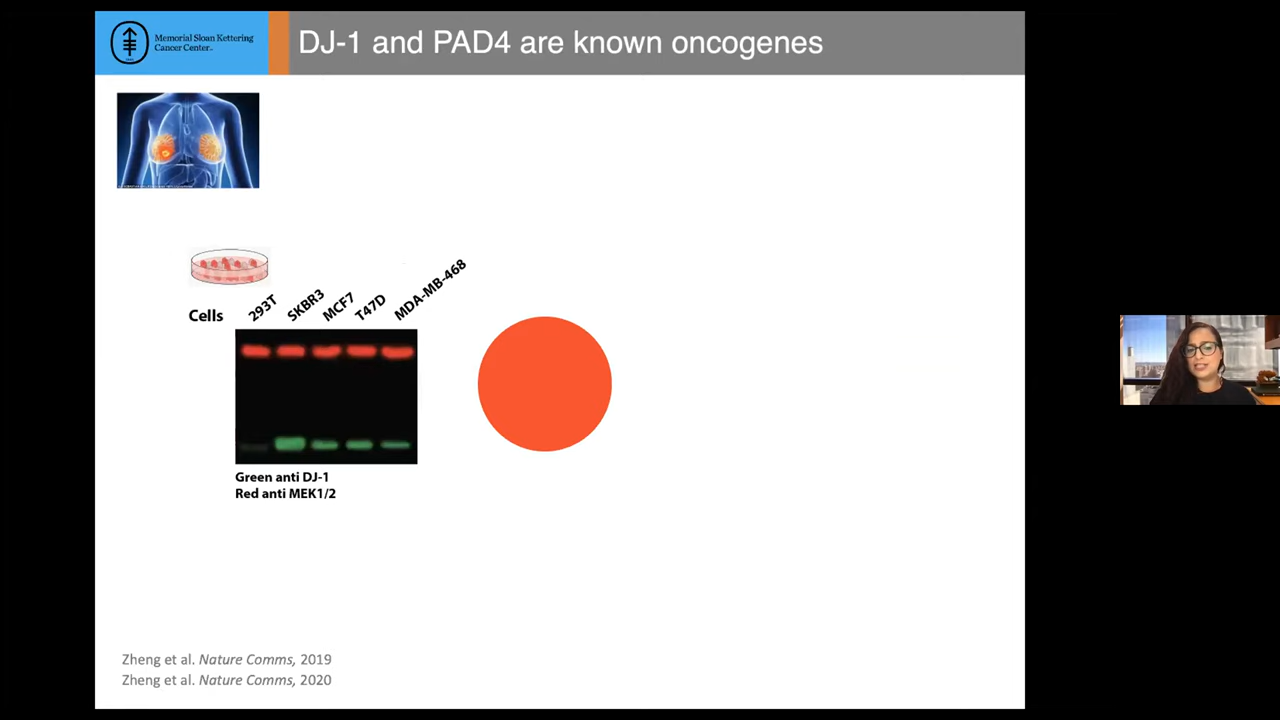 Memorial Sloan Kettering
Cancer Center
DJ-1 and PAD4 are known oncogenes
Cells
293T
SKBR3
MCF7
T47D
MDA-MB-468
Green anti DJ-1
Red anti MEK1/2
Zheng et al. Nature Comms, 2019
Zheng et al. Nature Comms, 2020